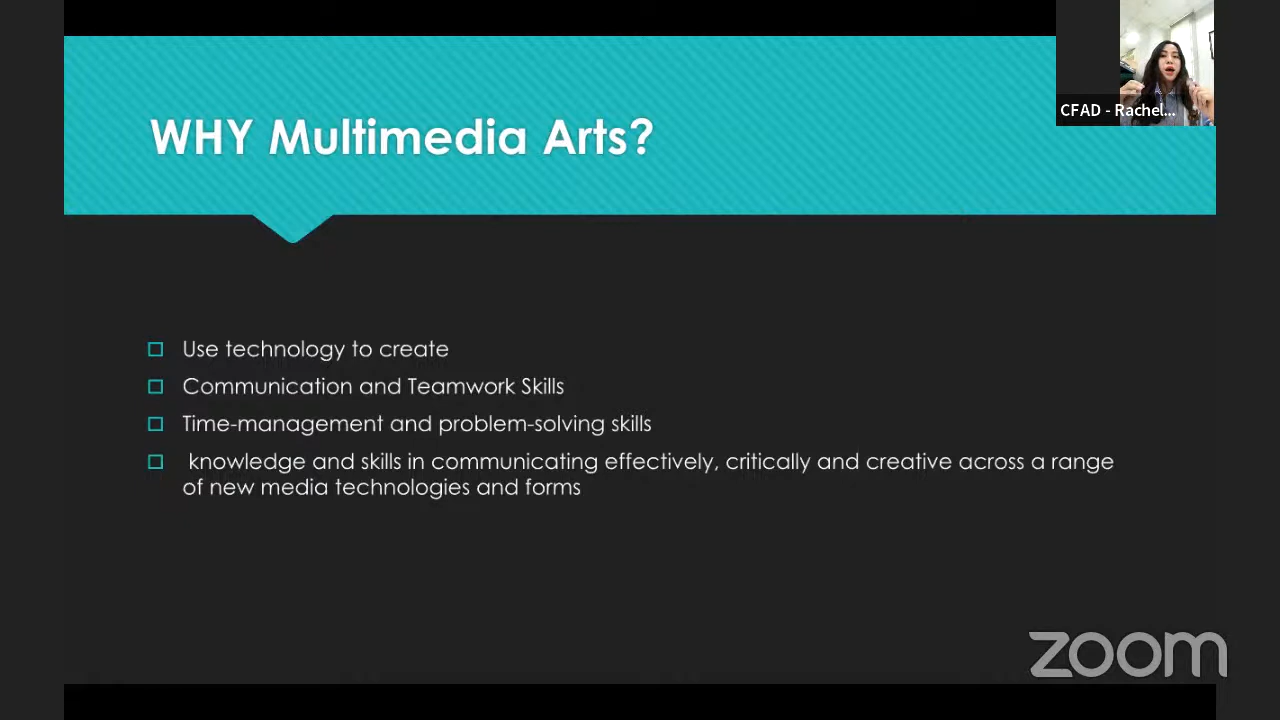 CFAD - Rachel...
WHY Multimedia Arts?
Use technology to create
Communication and Teamwork Skills
Time-management and problem-solving skills
knowledge and skills in communicating effectively, critically and creative across a range
of new media technologies and forms
zoom